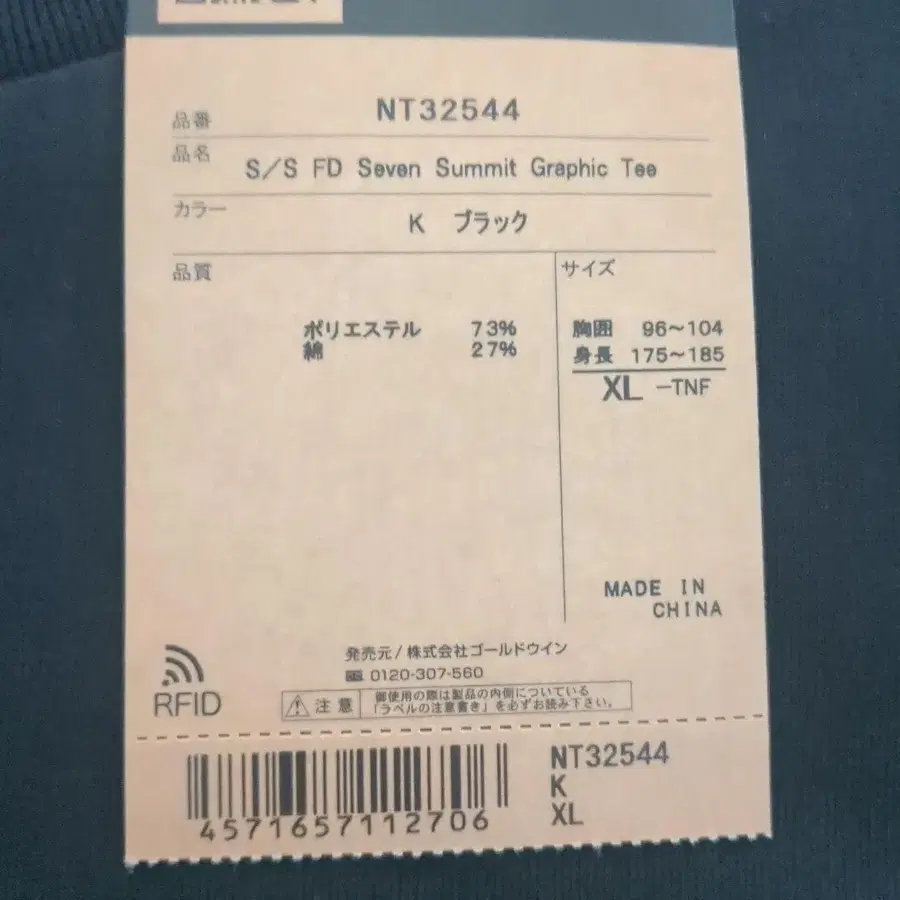 品番 NT32544
品名 S/S FD Seven Summit Graphic Tee
カラー K ブラック
品質
ポリエステル 73%
綿 27%
サイズ
胸囲 96~104
身長 175~185
XL -TNF
MADE IN
CHINA
発売元/株式会社ゴールドウイン
0120-307-560
RFID
注意
御使用の際は製品の内側についている
「ラベルの注意書き」を必ずお読み下さい。
4571657112706
NT32544
K
XL